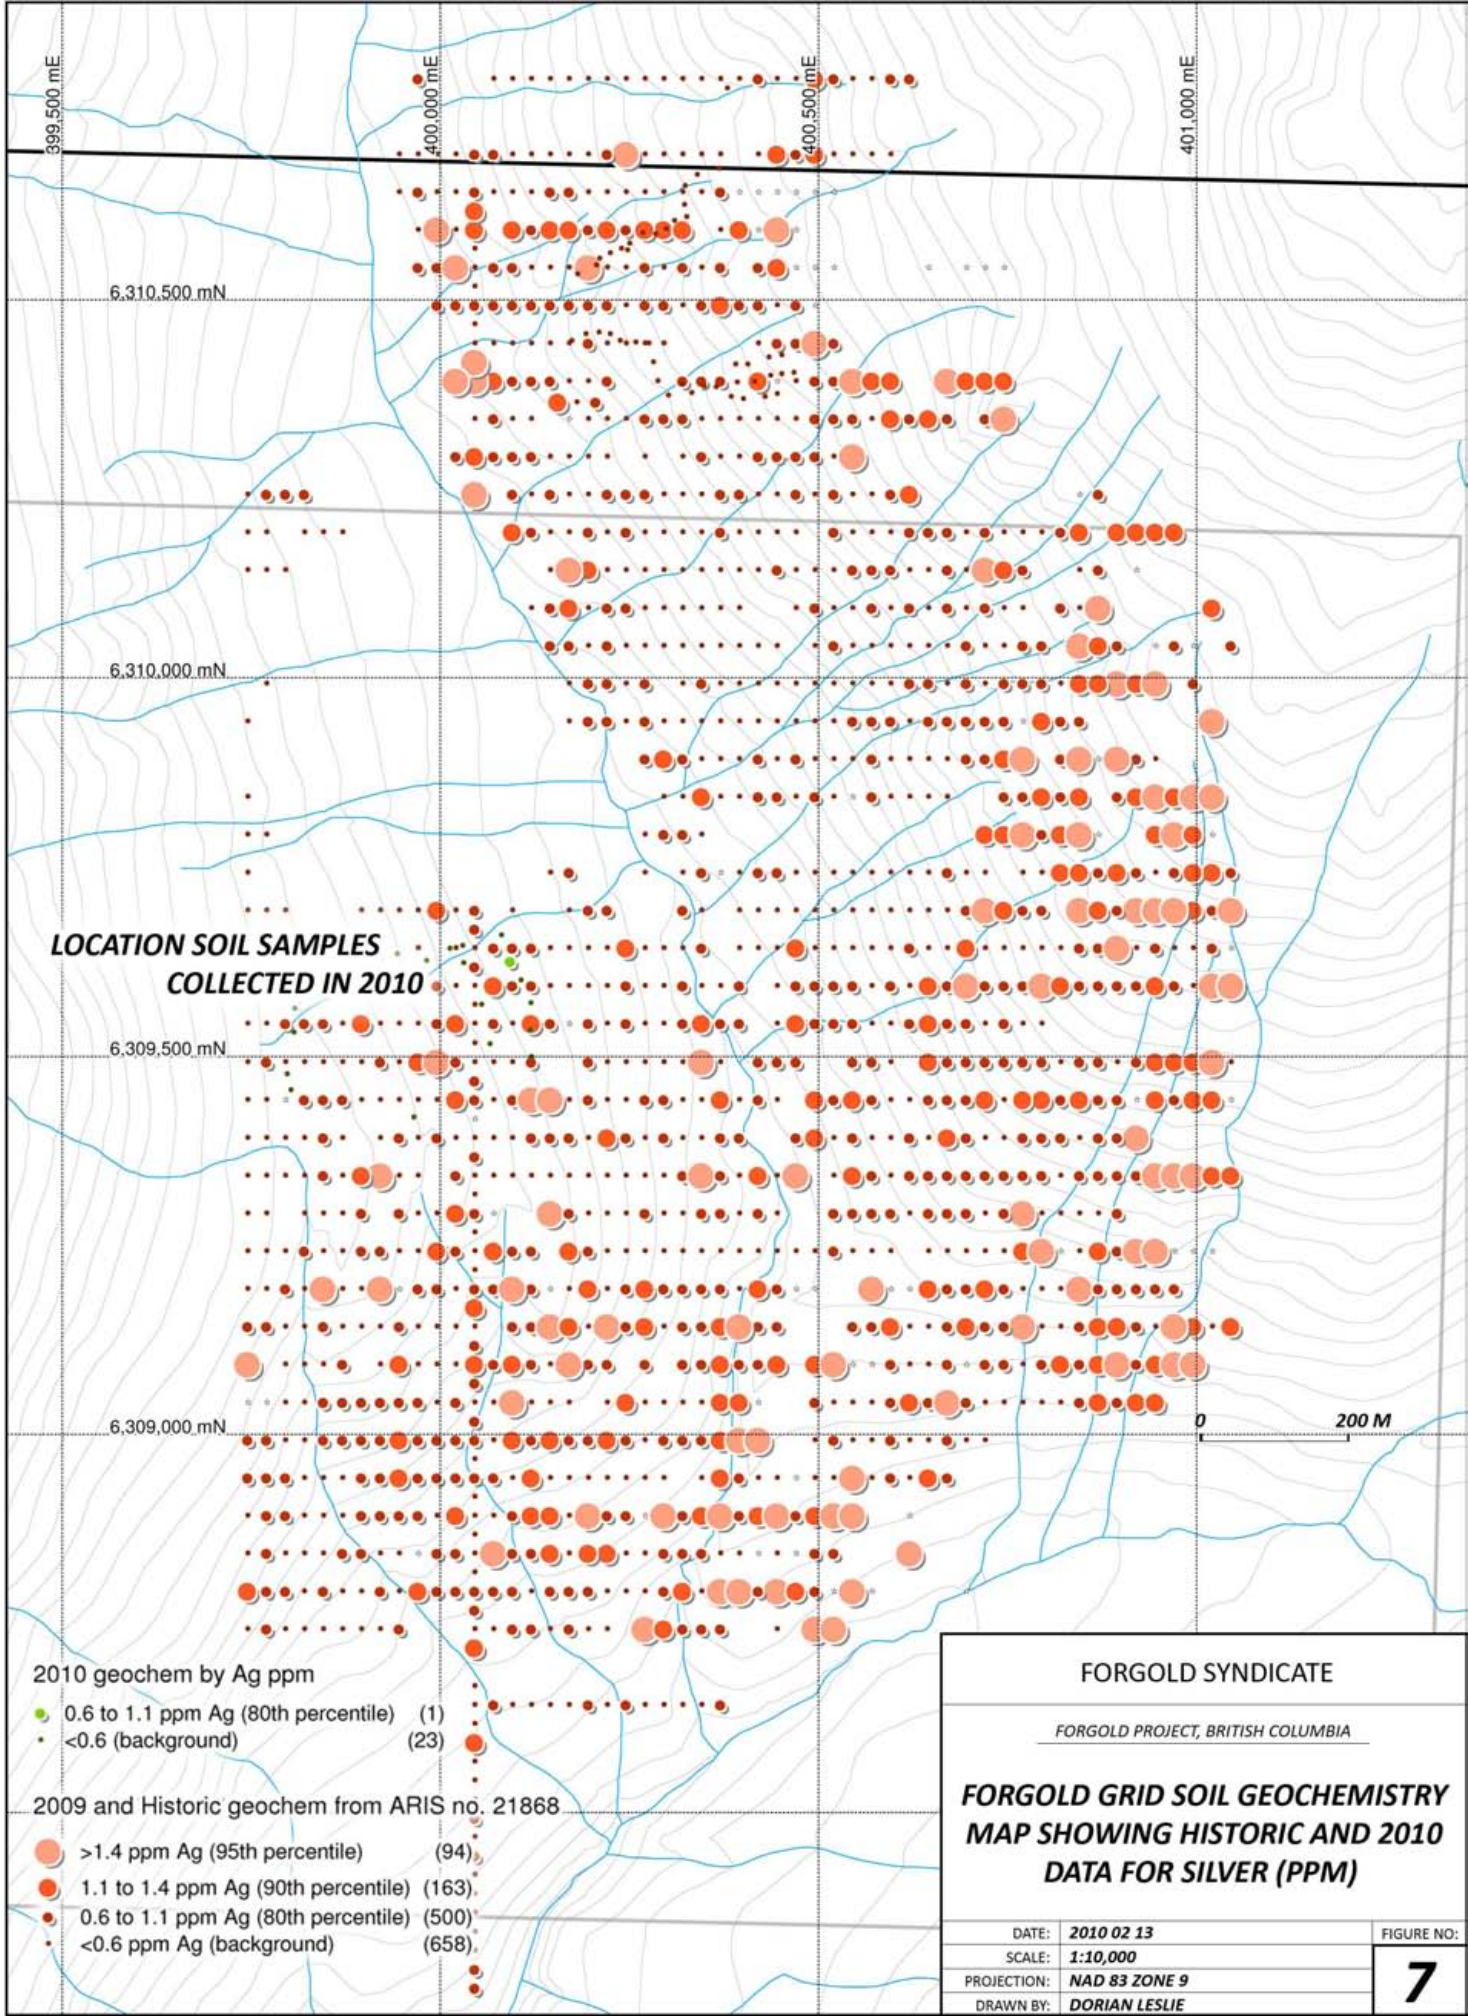 399,500 mE
400,000 mE
400,500 mE
401,000 mE
6,310,500 mN
6,310,000 mN
LOCATION SOIL SAMPLES
COLLECTED IN 2010
6,309,500 mN
6,309,000 mN
0 200 M
2010 geochem by Ag ppm
0.6 to 1.1 ppm Ag (80th percentile) (1)
<0.6 (background) (23)
2009 and Historic geochem from ARIS no. 21868
>1.4 ppm Ag (95th percentile) (94)
1.1 to 1.4 ppm Ag (90th percentile) (163)
0.6 to 1.1 ppm Ag (80th percentile) (500)
<0.6 ppm Ag (background) (658)
FORGOLD SYNDICATE
FORGOLD PROJECT, BRITISH COLUMBIA
FORGOLD GRID SOIL GEOCHEMISTRY
MAP SHOWING HISTORIC AND 2010
DATA FOR SILVER (PPM)
DATE: 2010 02 13
SCALE: 1:10,000
PROJECTION: NAD 83 ZONE 9
DRAWN BY: DORIAN LESLIE
FIGURE NO:
7